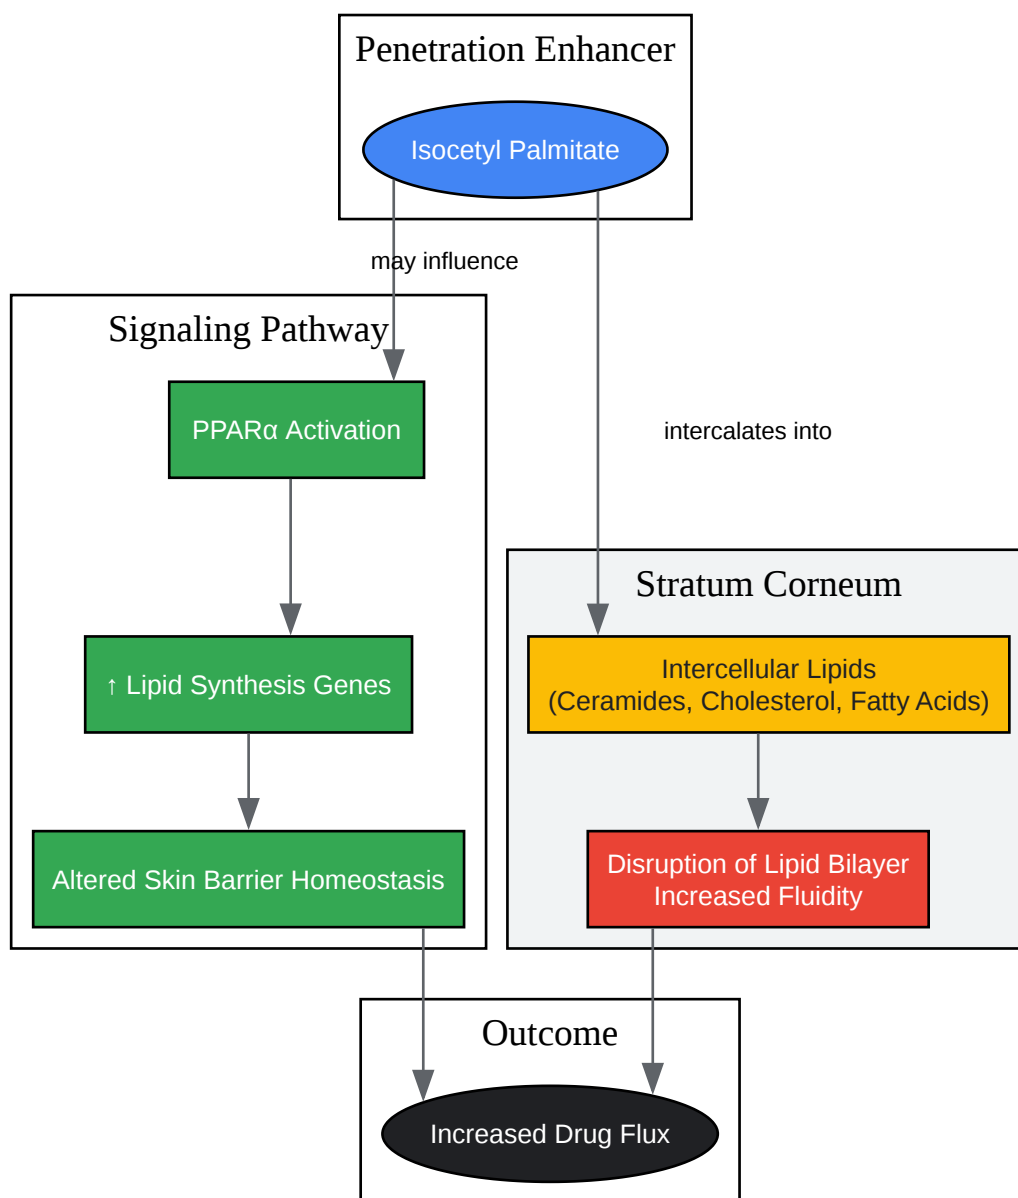 Penetration Enhancer
Isocetyl Palmitate
may influence
Signaling Pathway
PPARα Activation
intercalates into
Stratum Corneum
↑ Lipid Synthesis Genes
Intercellular Lipids
(Ceramides, Cholesterol, Fatty Acids)
Altered Skin Barrier Homeostasis
Disruption of Lipid Bilayer
Increased Fluidity
Outcome
Increased Drug Flux